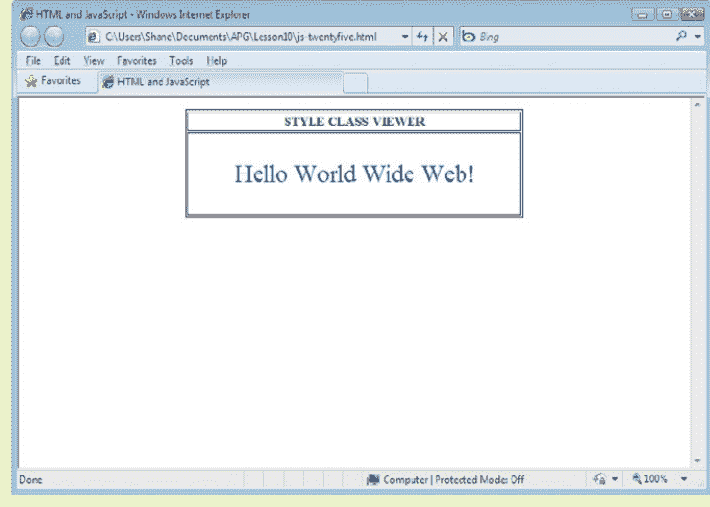 HTML and JavaScript - Windows Internet Explorer
C:\Users\Shane\Documents\APG\Lesson10\js-twentyfive.html
Bing
File Edit View Favorites Tools Help
Favorites
HTML and JavaScript
STYLE CLASS VIEWER
Hello World Wide Web!
Done
Computer | Protected Mode: Off
100%